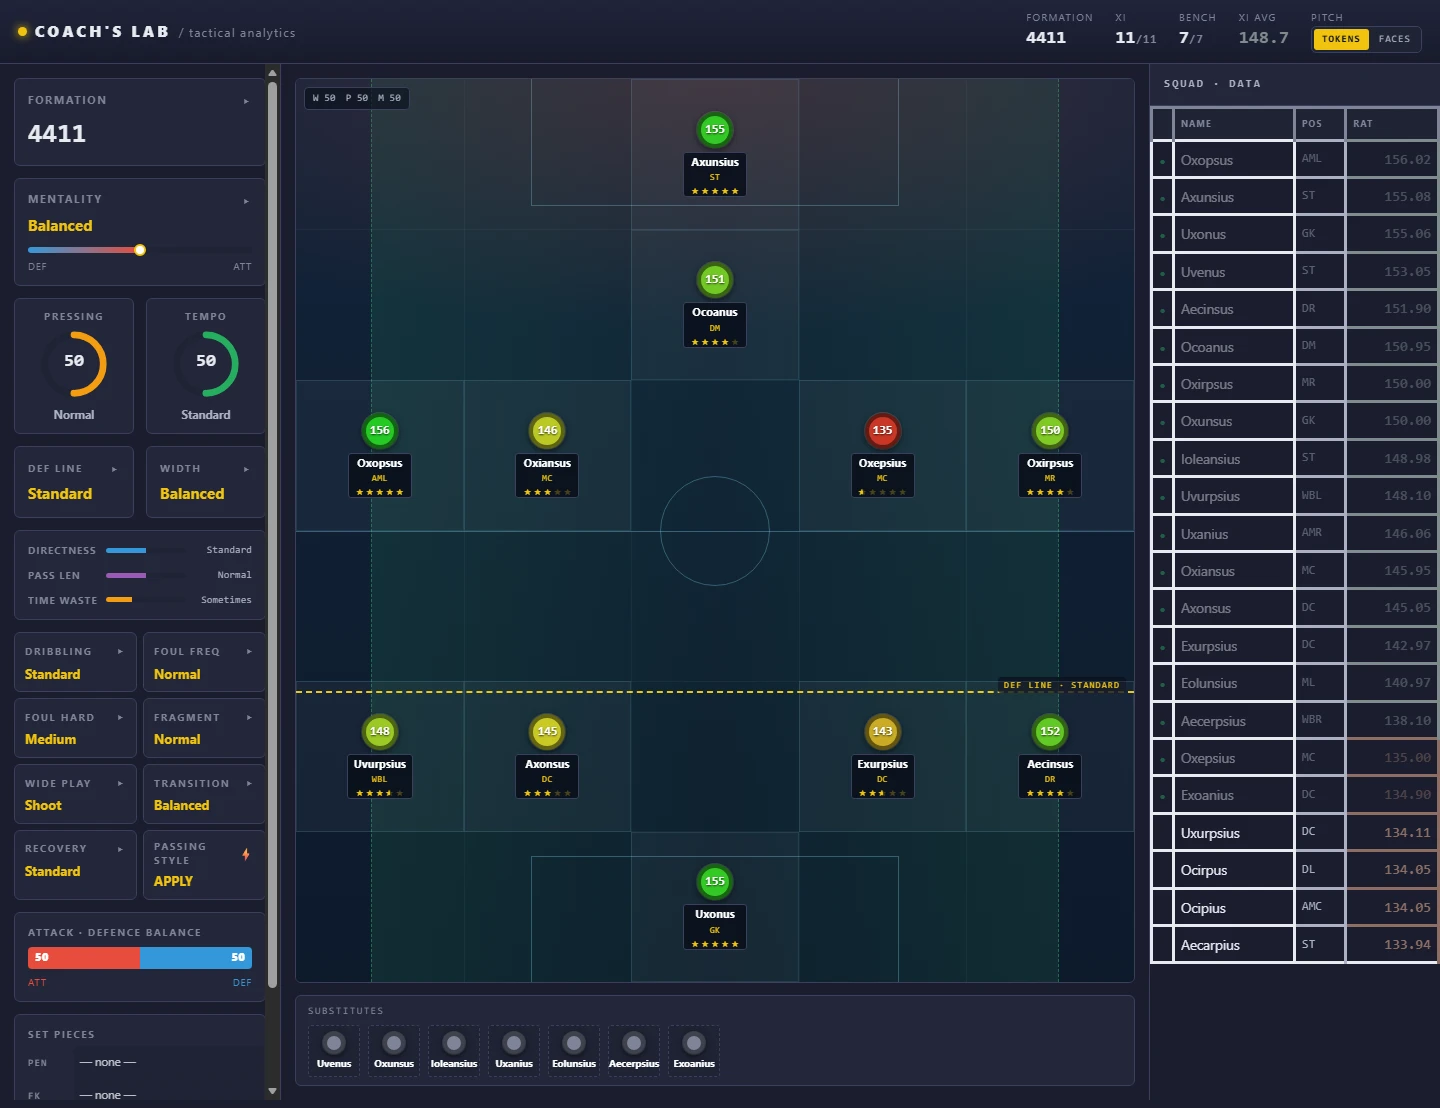 COACH'S LAB / tactical analytics
FORMATION
4411
XI
11/11
BENCH
7/7
XI AVG
148.7
PITCH
TOKENS FACES
FORMATION
4411
MENTALITY
Balanced
DEF ATT
PRESSING
50
Normal
TEMPO
50
Standard
DEF LINE
Standard
WIDTH
Balanced
DIRECTNESS Standard
PASS LEN Normal
TIME WASTE Sometimes
DRIBBLING
Standard
FOUL FREQ
Normal
FOUL HARD
Medium
FRAGMENT
Normal
WIDE PLAY
Shoot
TRANSITION
Balanced
RECOVERY
Standard
PASSING
STYLE
APPLY
ATTACK · DEFENCE BALANCE
50 50
ATT DEF
SET PIECES
PEN — none —
FK — none —
W 50 P 50 M 50
155
Axunsius
ST
151
Ocoanus
DM
156
Oxopsus
AML
146
Oxiansus
MC
135
Oxepsius
MC
150
Oxirpsus
MR
DEF LINE · STANDARD
148
Uvurpsius
WBL
145
Axonsus
DC
143
Exurpsius
DC
152
Aecinsus
DR
155
Uxonus
GK
SUBSTITUTES
Uvenus
Oxunsus
Ioleansius
Uxanius
Eolunsius
Aecerpsius
Exoanius
SQUAD · DATA
NAME POS RAT
Oxopsus AML 156.02
Axunsius ST 155.08
Uxonus GK 155.06
Uvenus ST 153.05
Aecinsus DR 151.90
Ocoanus DM 150.95
Oxirpsus MR 150.00
Oxunsus GK 150.00
Ioleansius ST 148.98
Uvurpsius WBL 148.10
Uxanius AMR 146.06
Oxiansus MC 145.95
Axonsus DC 145.05
Exurpsius DC 142.97
Eolunsius ML 140.97
Aecerpsius WBR 138.10
Oxepsius MC 135.00
Exoanius DC 134.90
Uxurpsius DC 134.11
Ocirpus DL 134.05
Ocipius AMC 134.05
Aecarpius ST 133.94